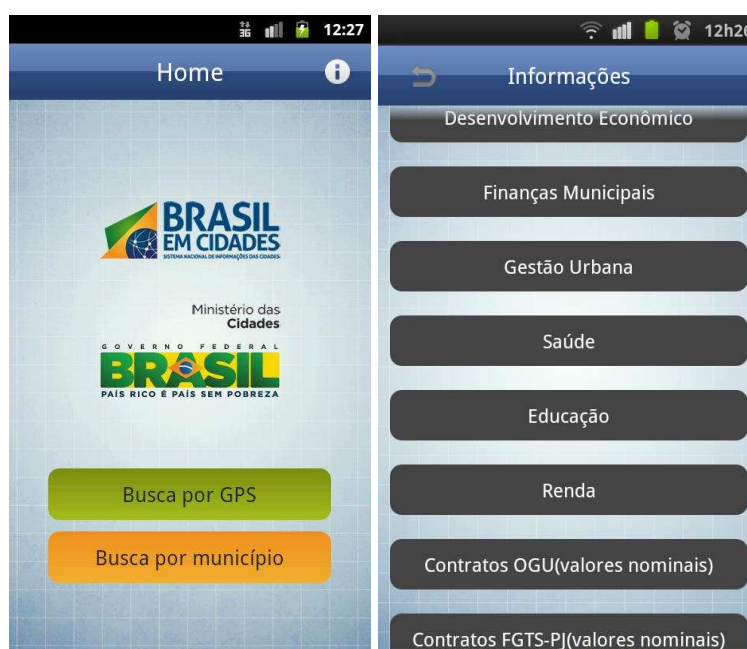 3G 12:27
Home
BRASIL
EM CIDADES
SISTEMA NACIONAL DE INFORMAÇÕES DAS CIDADES
Ministério das
Cidades
GOVERNO FEDERAL
BRASIL
PAÍS RICO É PAÍS SEM POBREZA
Busca por GPS
Busca por município
12h26
Informações
Desenvolvimento Econômico
Finanças Municipais
Gestão Urbana
Saúde
Educação
Renda
Contratos OGU(valores nominais)
Contratos FGTS-PJ(valores nominais)